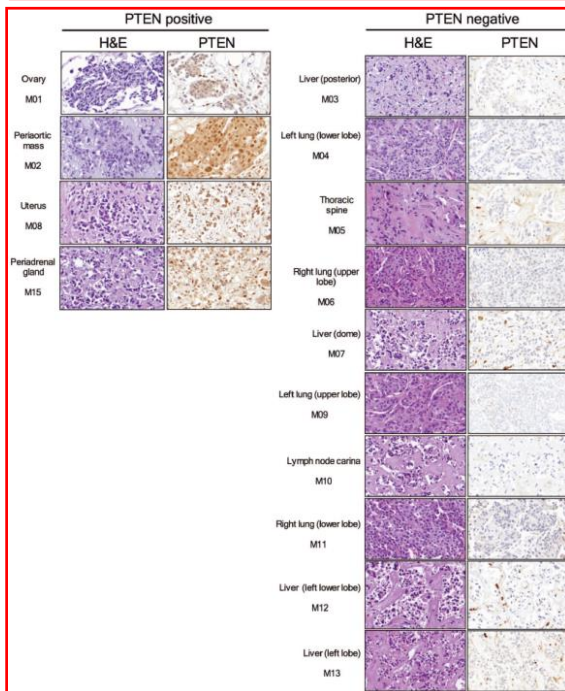 PTEN positive
H&E
PTEN
Ovary
M01
Periaortic
mass
M02
Uterus
M08
Periadrenal
gland
M15
PTEN negative
H&E
PTEN
Liver (posterior)
M03
Left lung (lower lobe)
M04
Thoracic
spine
M05
Right lung (upper
lobe)
M06
Liver (dome)
M07
Left lung (upper lobe)
M09
Lymph node carina
M10
Right lung (lower lobe)
M11
Liver (left lower lobe)
M12
Liver (left lobe)
M13